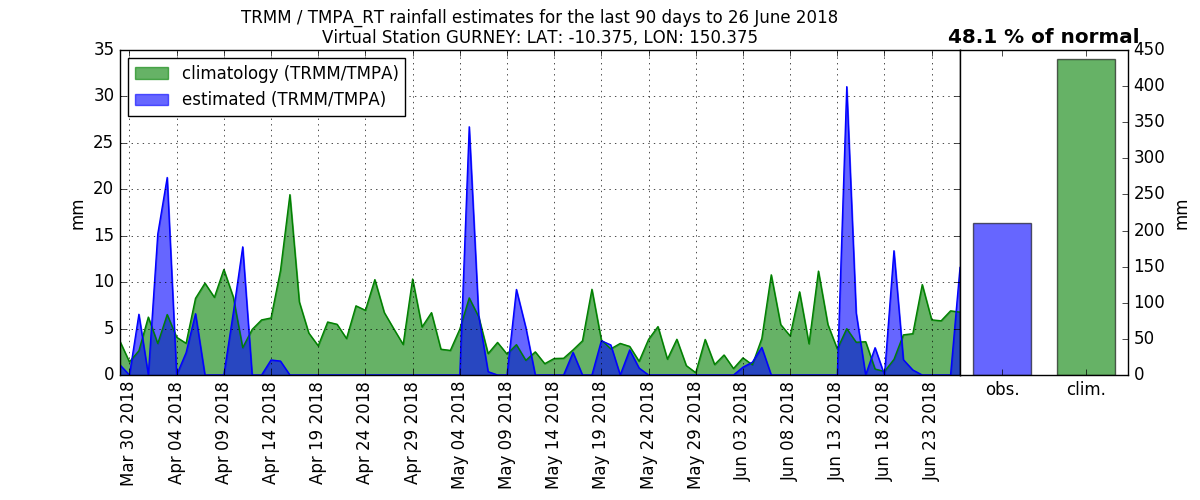 TRMM / TMPA_RT rainfall estimates for the last 90 days to 26 June 2018
Virtual Station GURNEY: LAT: -10.375, LON: 150.375
48.1 % of normal
climatology (TRMM/TMPA)
estimated (TRMM/TMPA)
mm
35
30
25
20
15
10
5
0
Mar 30 2018
Apr 04 2018
Apr 09 2018
Apr 14 2018
Apr 19 2018
Apr 24 2018
Apr 29 2018
May 04 2018
May 09 2018
May 14 2018
May 19 2018
May 24 2018
May 29 2018
Jun 03 2018
Jun 08 2018
Jun 13 2018
Jun 18 2018
Jun 23 2018
obs.
clim.
450
400
350
300
250
200
150
100
50
0
mm